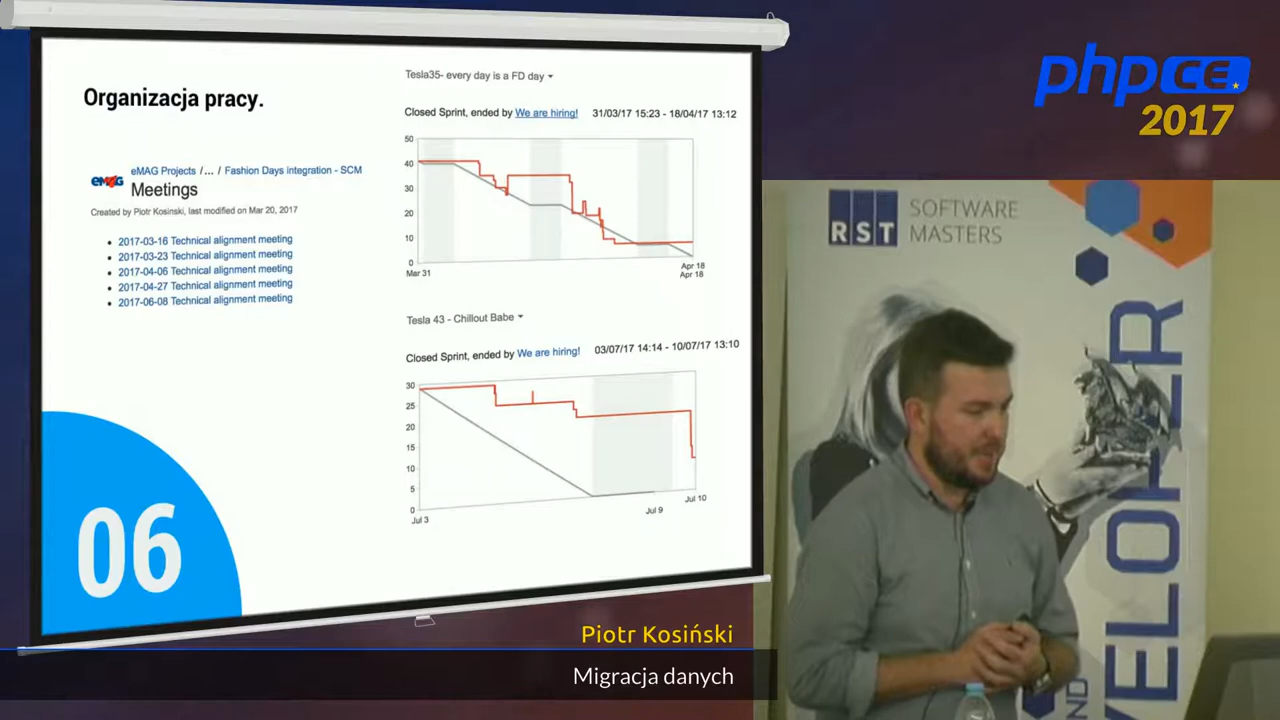 Organizacja pracy.
eMAG
eMAG Projects /... / Fashion Days integration - SCM
Meetings
Created by Piotr Kosinski, last modified on Mar 20, 2017
2017-03-16 Technical alignment meeting
2017-03-23 Technical alignment meeting
2017-04-06 Technical alignment meeting
2017-04-27 Technical alignment meeting
2017-06-08 Technical alignment meeting
06
Tesla35- every day is a FD day
Closed Sprint, ended by We are hiring! 31/03/17 15:23 - 18/04/17 13:12
50
40
30
20
10
0
Mar 31
Apr 18
Apr 18
Tesla 43 - Chillout Babe
Closed Sprint, ended by We are hiring! 03/07/17 14:14 - 10/07/17 13:10
30
25
20
15
10
5
0
Jul 3
Jul 9
Jul 10
Piotr Kosiński
Migracja danych
phpCE
2017
RST SOFTWARE
MASTERS
VELOPER
ND